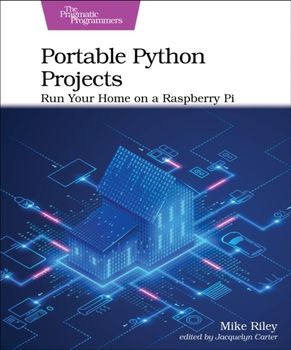 The
Pragmatic
Programmers
Portable Python
Projects
Run Your Home on a Raspberry Pi
Mike Riley
edited by Jacquelyn Carter